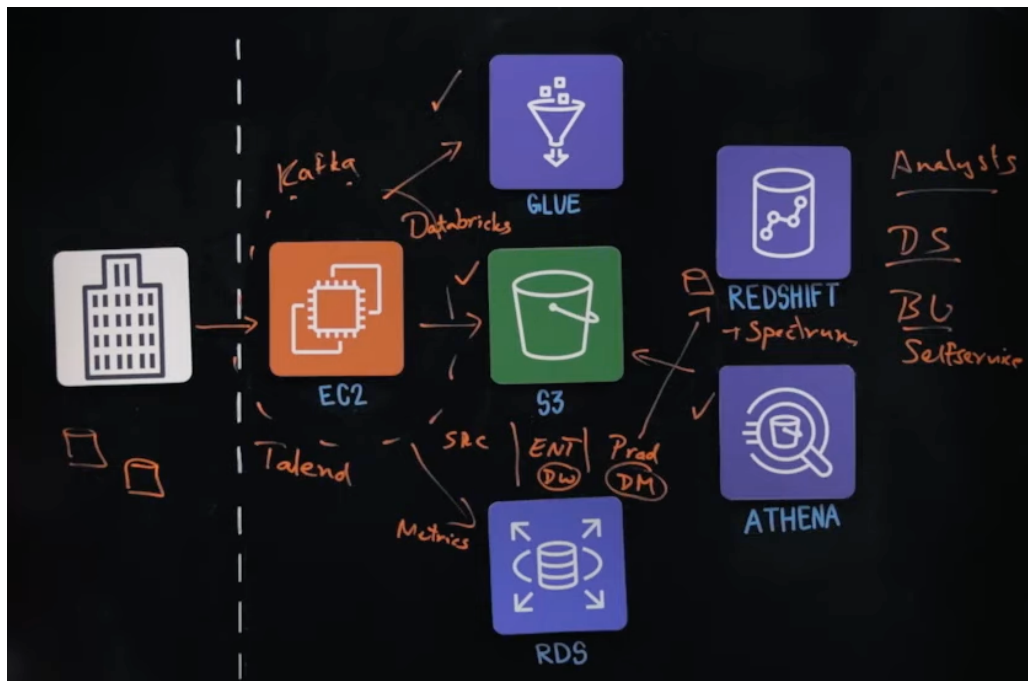 Kafka
Databricks
GLUE
EC2
S3
REDSHIFT
→ Spectrum
Analysts
DS
BU
Selfservice
Talend
SRC | ENT | Prod
DW
DM
Metrics
RDS
ATHENA